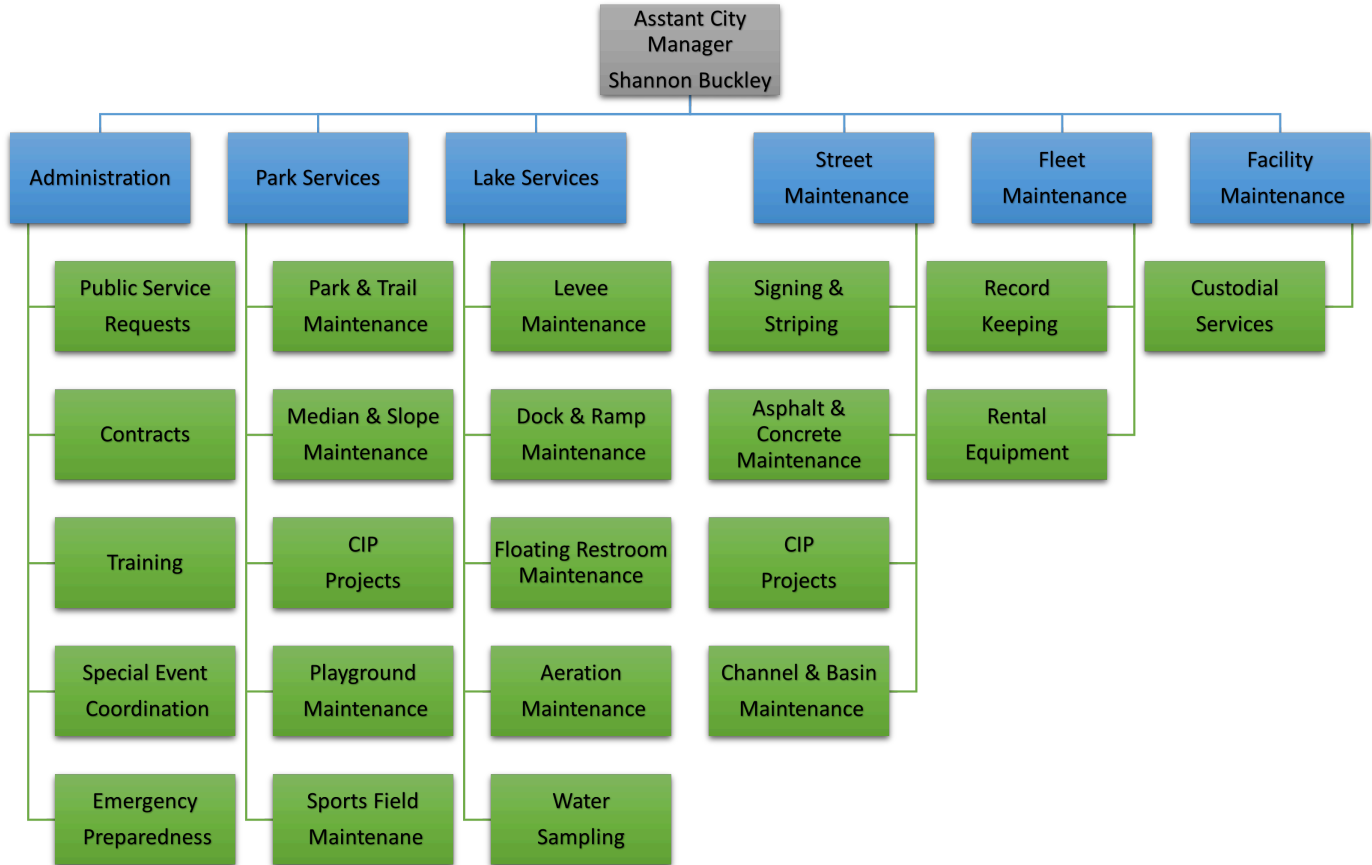 Asstant City
Manager
Shannon Buckley
Administration
Park Services
Lake Services
Street
Maintenance
Fleet
Maintenance
Facility
Maintenance
Public Service
Requests
Contracts
Training
Special Event
Coordination
Emergency
Preparedness
Park & Trail
Maintenance
Median & Slope
Maintenance
CIP
Projects
Playground
Maintenance
Sports Field
Maintenane
Levee
Maintenance
Dock & Ramp
Maintenance
Floating Restroom
Maintenance
Aeration
Maintenance
Water
Sampling
Signing &
Striping
Asphalt &
Concrete
Maintenance
CIP
Projects
Channel & Basin
Maintenance
Record
Keeping
Rental
Equipment
Custodial
Services